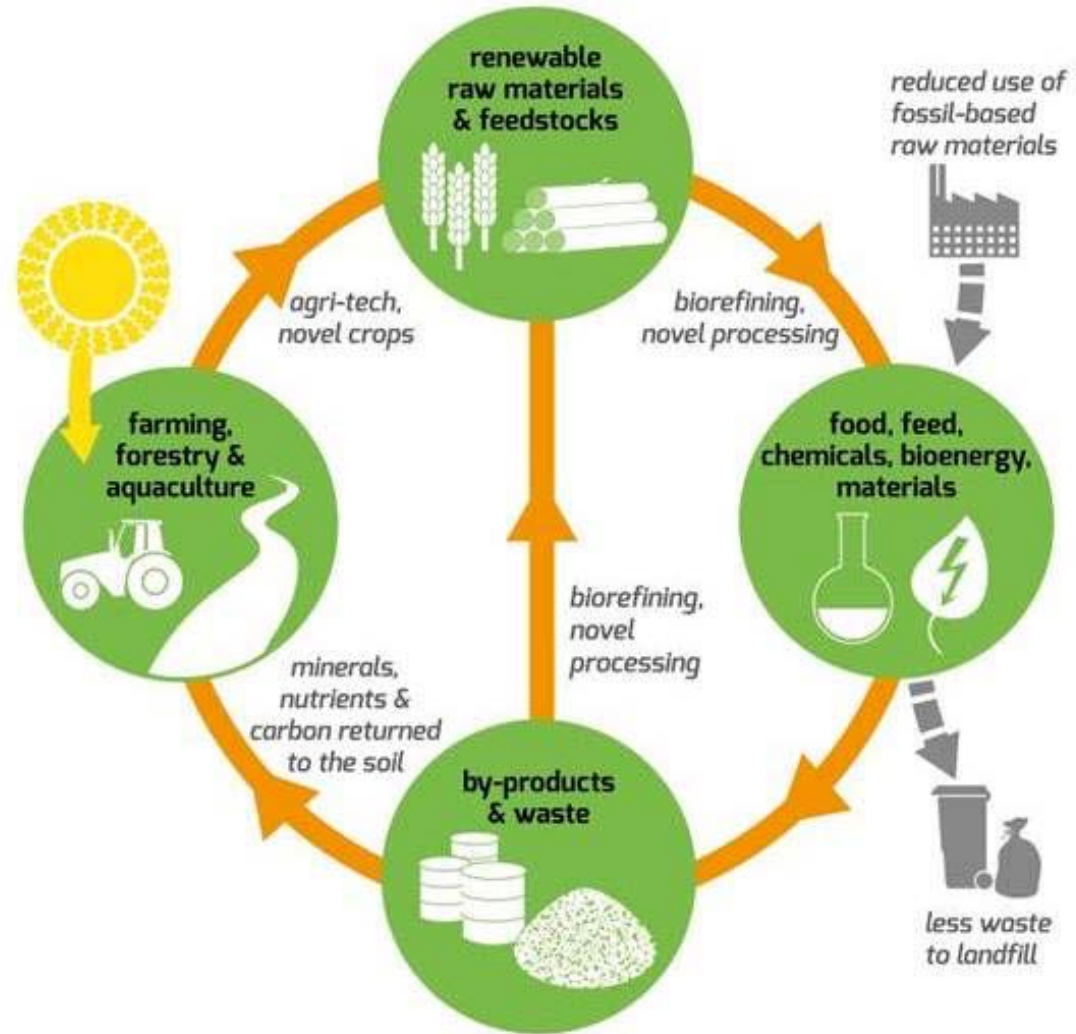 renewable
raw materials
& feedstocks
reduced use of
fossil-based
raw materials
agri-tech,
novel crops
biorefining,
novel processing
farming,
forestry &
aquaculture
food, feed,
chemicals, bioenergy,
materials
biorefining,
novel
processing
minerals,
nutrients &
carbon returned
to the soil
by-products
& waste
less waste
to landfill